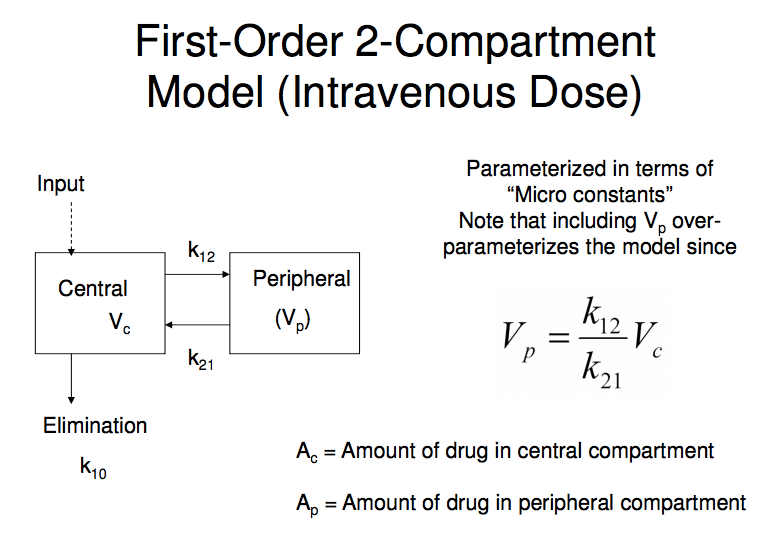 First-Order 2-Compartment
Model (Intravenous Dose)
Parameterized in terms of
“Micro constants”
Note that including Vp over-
parameterizes the model since
Input
k12
Central
Vc
Peripheral
(Vp)
k21
Vp = k12/k21 Vc
Elimination
k10
Ac = Amount of drug in central compartment
Ap = Amount of drug in peripheral compartment